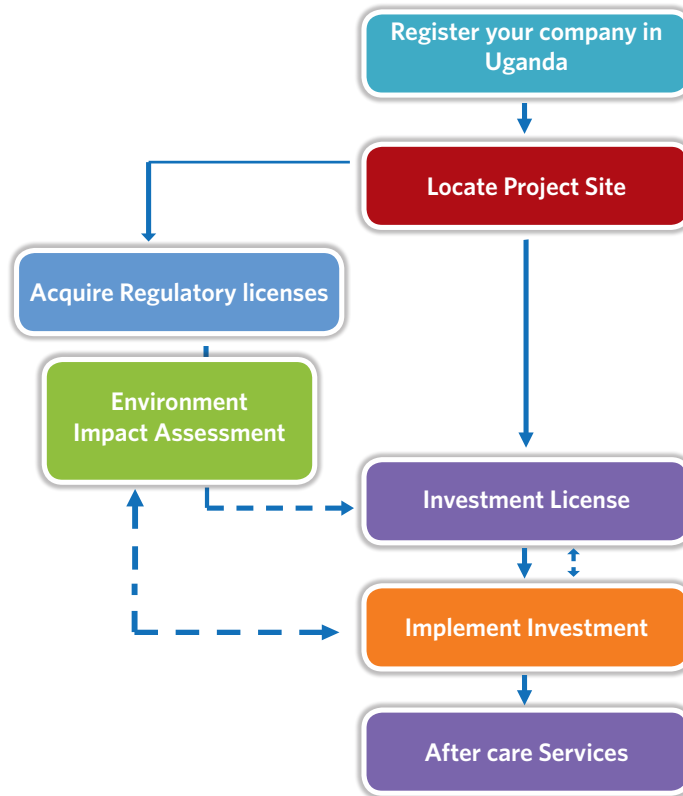 Register your company in
Uganda
Locate Project Site
Acquire Regulatory licenses
Environment
Impact Assessment
Investment License
Implement Investment
After care Services